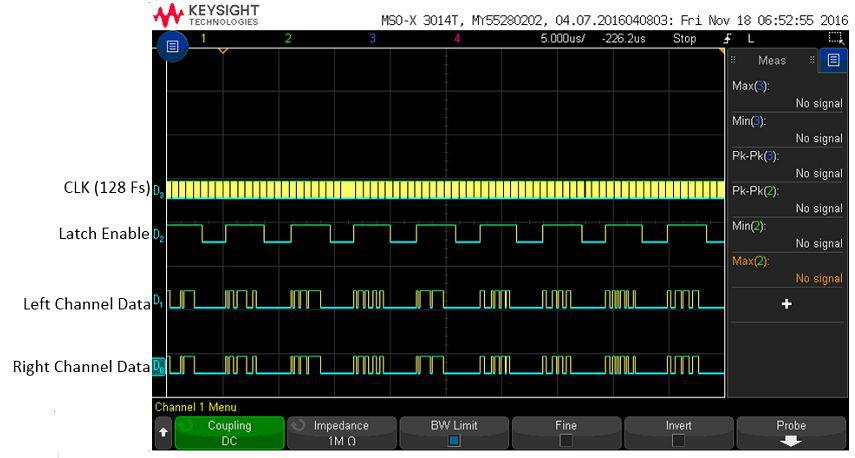 KEYSIGHT
TECHNOLOGIES
MSO-X 3014T, MY55280202, 04.07.2016040803: Fri Nov 18 06:52:55 2016
1 2 3 4 5.000us/ -226.2us Stop L
Meas
Max(3):
No signal
Min(3):
No signal
Pk-Pk(3):
No signal
Pk-Pk(2):
No signal
Min(2):
No signal
Max(2):
No signal
+
CLK (128 Fs) D3
Latch Enable D2
Left Channel Data D1
Right Channel Data D0
Channel 1 Menu
Coupling
DC
Impedance
1M Ω
BW Limit
Fine
Invert
Probe